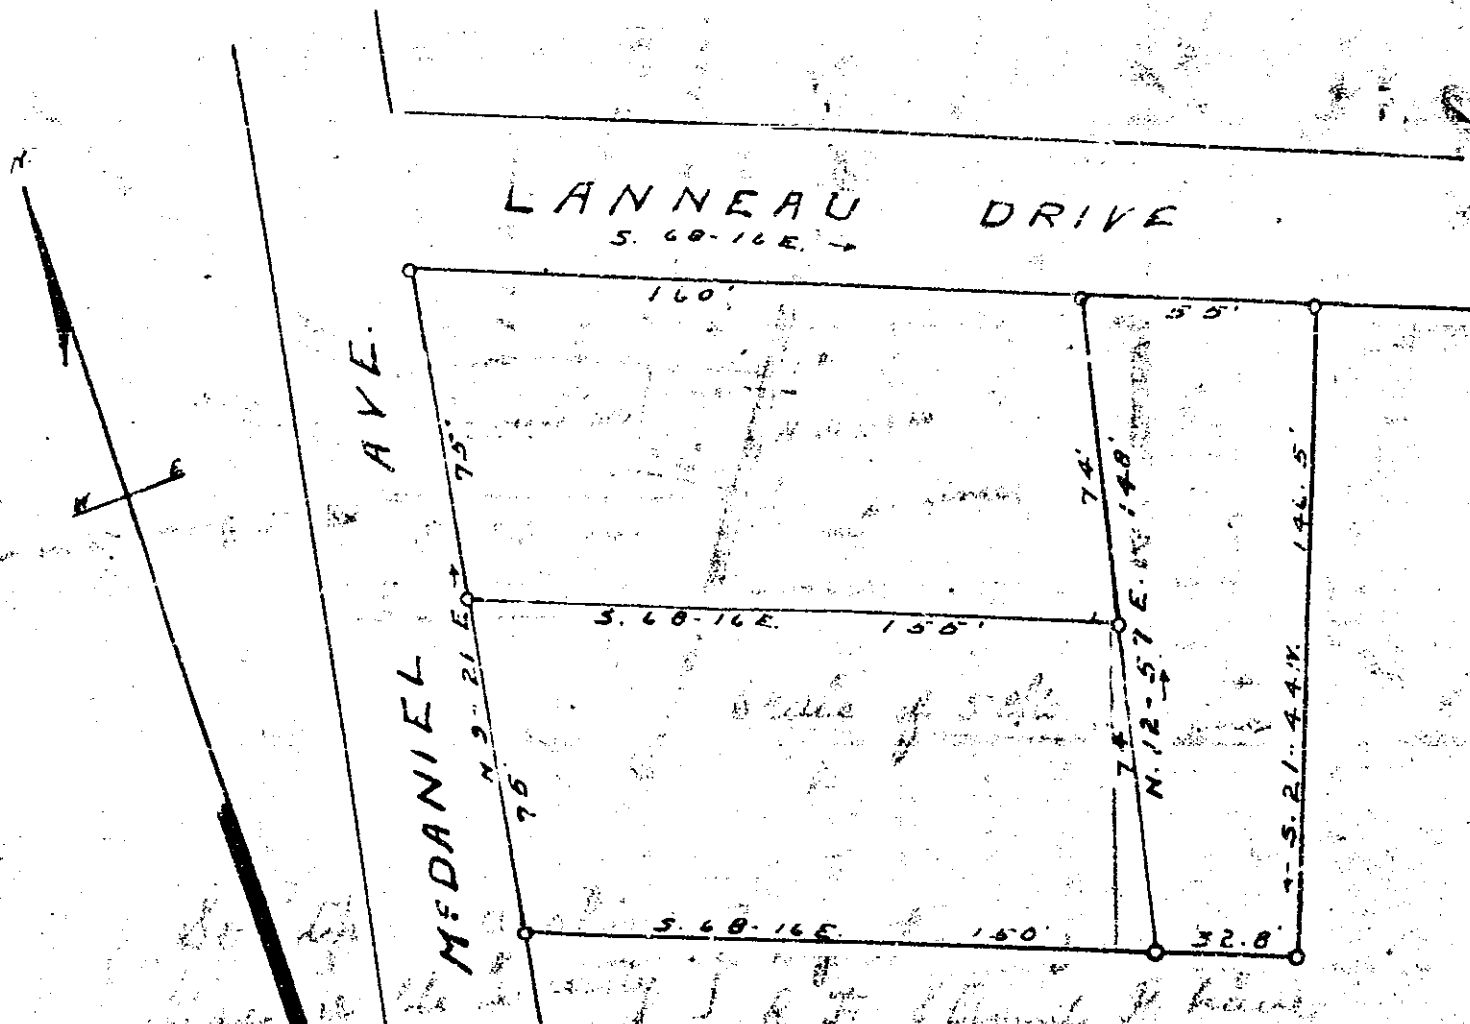 N.
LANNEAU DRIVE
S. 68-16 E. →
160'
55'
W E
McDANIEL AVE.
75'
74'
N. 12-57 E. 148'
146.5'
N 9-21 E →
S. 68-16 E. 155'
75'
74'
← S. 21-44 W.
S. 68-16 E. 150'
32.8'